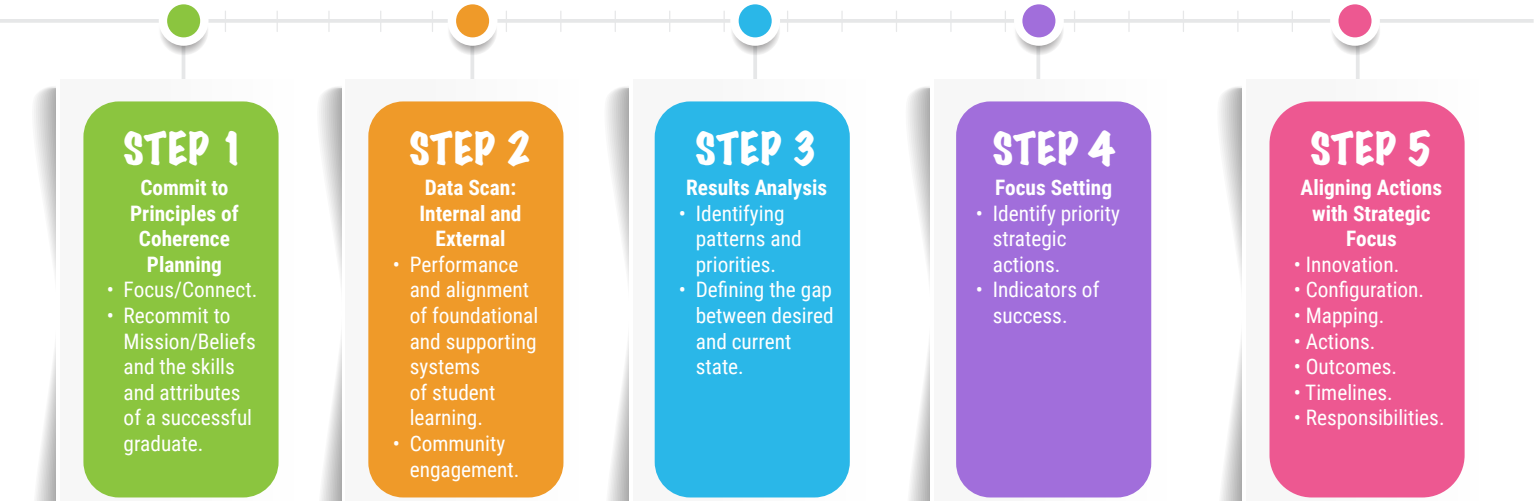 STEP 1
Commit to
Principles of
Coherence
Planning
• Focus/Connect.
• Recommit to
Mission/Beliefs
and the skills
and attributes
of a successful
graduate.
STEP 2
Data Scan:
Internal and
External
• Performance
and alignment
of foundational
and supporting
systems
of student
learning.
• Community
engagement.
STEP 3
Results Analysis
• Identifying
patterns and
priorities.
• Defining the gap
between desired
and current
state.
STEP 4
Focus Setting
• Identify priority
strategic
actions.
• Indicators of
success.
STEP 5
Aligning Actions
with Strategic
Focus
• Innovation.
• Configuration.
• Mapping.
• Actions.
• Outcomes.
• Timelines.
• Responsibilities.